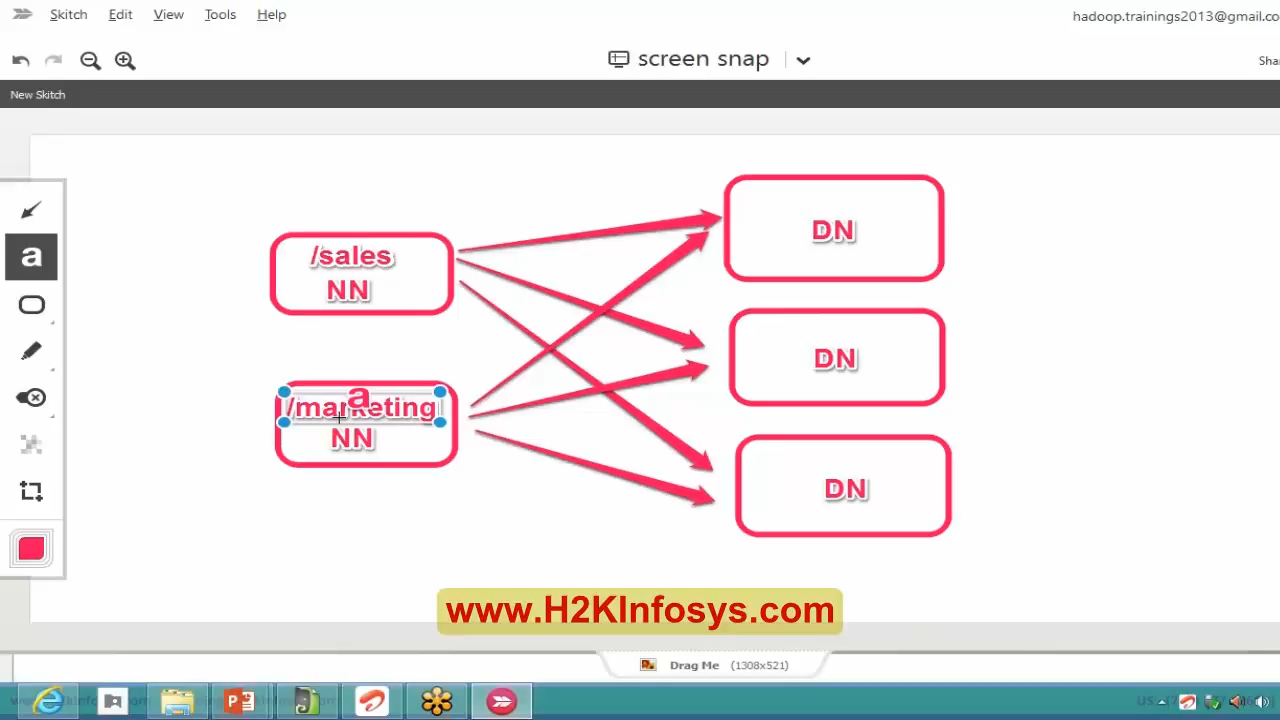 Skitch Edit View Tools Help
hadoop.trainings2013@gmail.co
screen snap
Sha
New Skitch
a
/sales
NN
DN
a
/marketing
NN
DN
DN
www.H2KInfosys.com
Drag Me (1308x521)